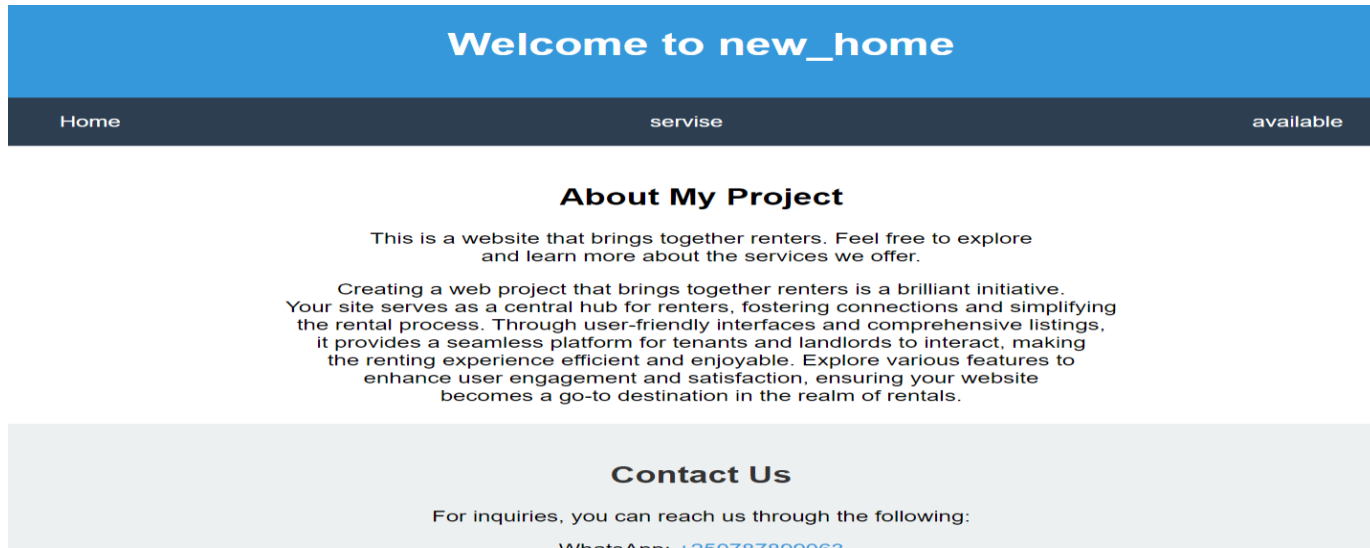 Welcome to new_home
Home servise available
About My Project
This is a website that brings together renters. Feel free to explore
and learn more about the services we offer.
Creating a web project that brings together renters is a brilliant initiative.
Your site serves as a central hub for renters, fostering connections and simplifying
the rental process. Through user-friendly interfaces and comprehensive listings,
it provides a seamless platform for tenants and landlords to interact, making
the renting experience efficient and enjoyable. Explore various features to
enhance user engagement and satisfaction, ensuring your website
becomes a go-to destination in the realm of rentals.
Contact Us
For inquiries, you can reach us through the following:
WhatsApp: